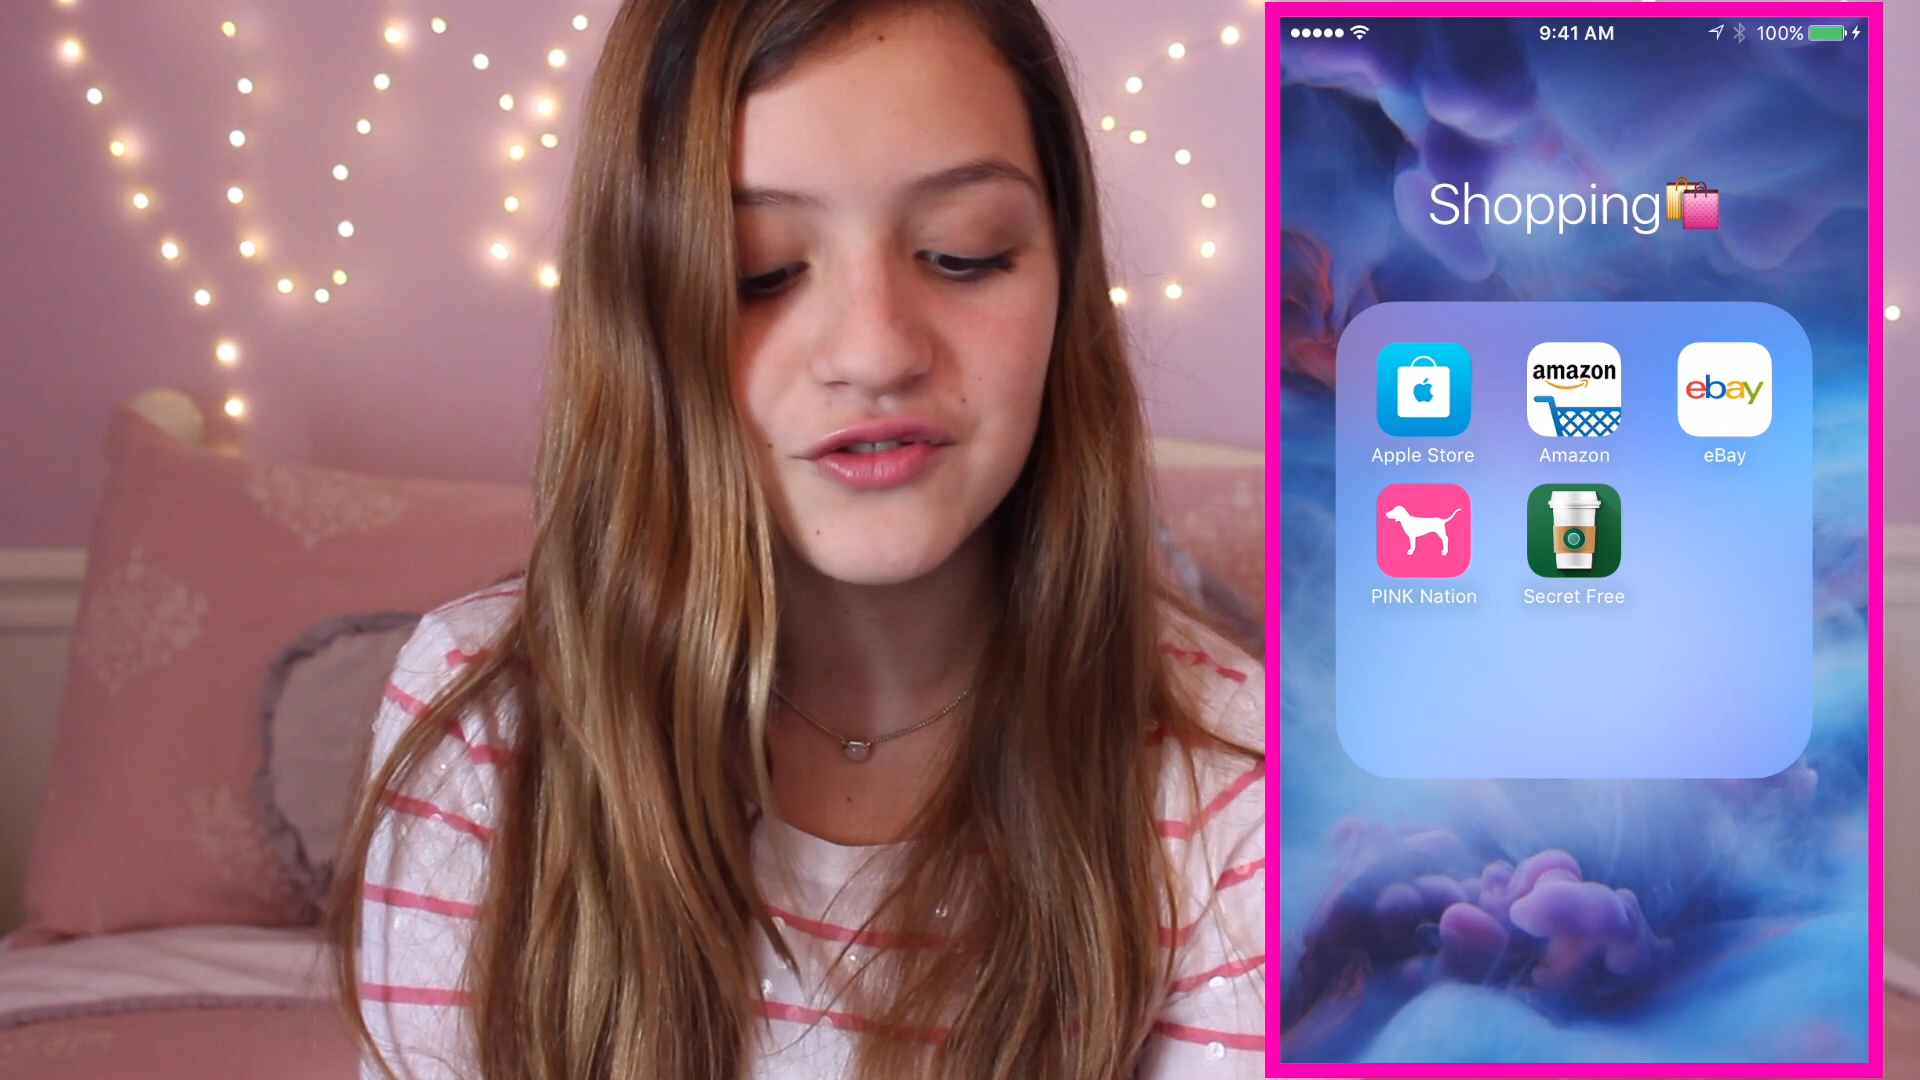 9:41 AM 100%
Shopping
amazon ebay
Apple Store Amazon eBay
PINK Nation Secret Free